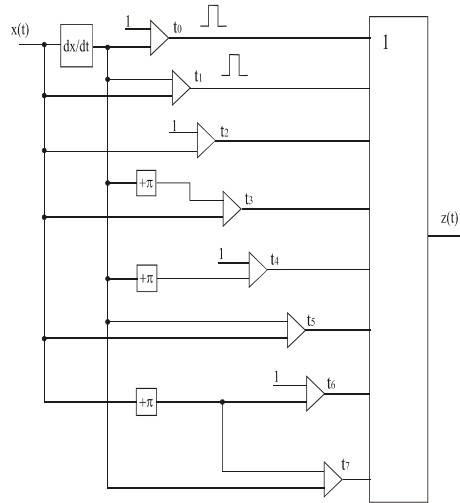 1
t₀
x(t)
dx/dt
1
t₁
1
t₂
+π
t₃
z(t)
1
t₄
+π
t₅
1
t₆
+π
t₇